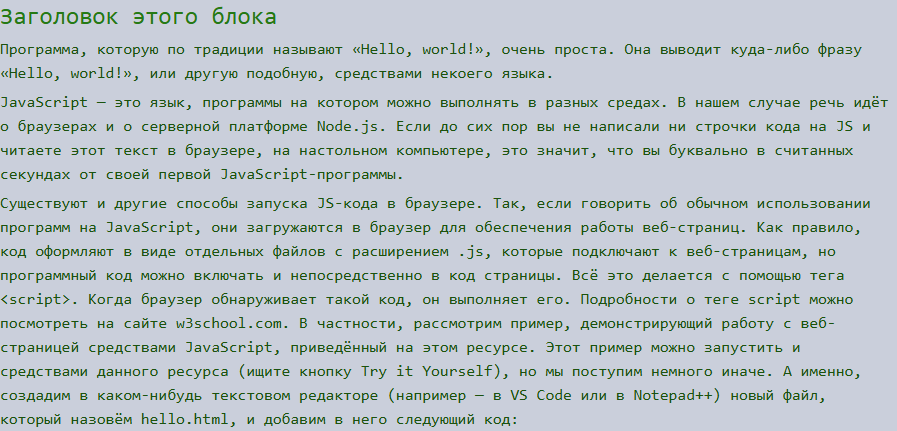 Заголовок этого блока
Программа, которую по традиции называют «Hello, world!», очень проста. Она выводит куда-либо фразу
«Hello, world!», или другую подобную, средствами некоего языка.
JavaScript — это язык, программы на котором можно выполнять в разных средах. В нашем случае речь идёт
о браузерах и о серверной платформе Node.js. Если до сих пор вы не написали ни строчки кода на JS и
читаете этот текст в браузере, на настольном компьютере, это значит, что вы буквально в считанных
секундах от своей первой JavaScript-программы.
Существуют и другие способы запуска JS-кода в браузере. Так, если говорить об обычном использовании
программ на JavaScript, они загружаются в браузер для обеспечения работы веб-страниц. Как правило,
код оформляют в виде отдельных файлов с расширением .js, которые подключают к веб-страницам, но
программный код можно включать и непосредственно в код страницы. Всё это делается с помощью тега
<script>. Когда браузер обнаруживает такой код, он выполняет его. Подробности о теге script можно
посмотреть на сайте w3school.com. В частности, рассмотрим пример, демонстрирующий работу с веб-
страницей средствами JavaScript, приведённый на этом ресурсе. Этот пример можно запустить и
средствами данного ресурса (ищите кнопку Try it Yourself), но мы поступим немного иначе. А именно,
создадим в каком-нибудь текстовом редакторе (например — в VS Code или в Notepad++) новый файл,
который назовём hello.html, и добавим в него следующий код: